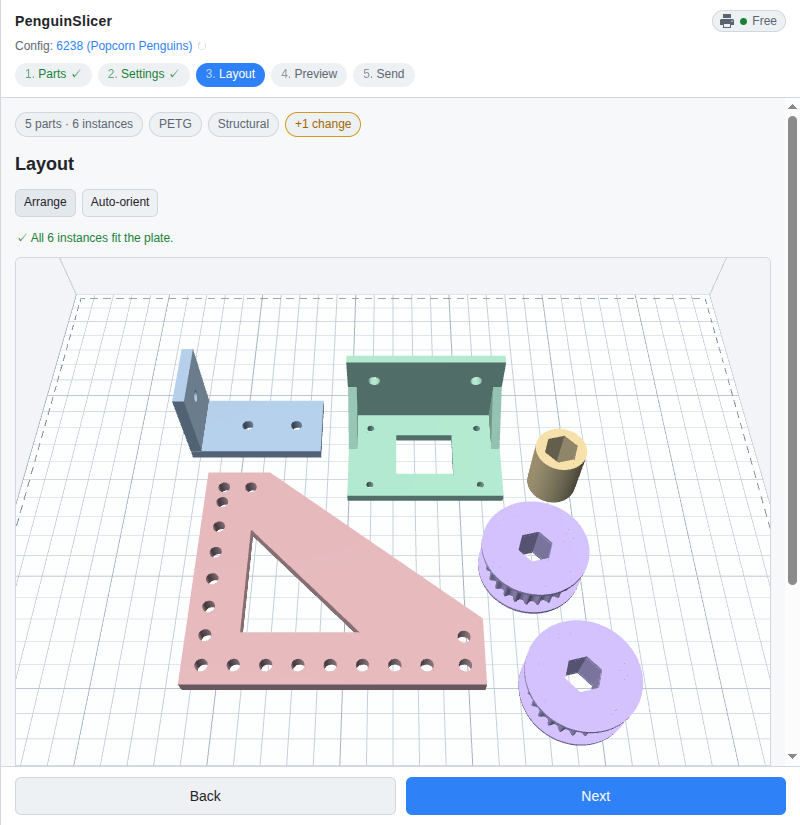 PenguinSlicer
Free
Config: 6238 (Popcorn Penguins)
1. Parts ✓
2. Settings ✓
3. Layout
4. Preview
5. Send
5 parts · 6 instances
PETG
Structural
+1 change
Layout
Arrange
Auto-orient
✓ All 6 instances fit the plate.
Back
Next